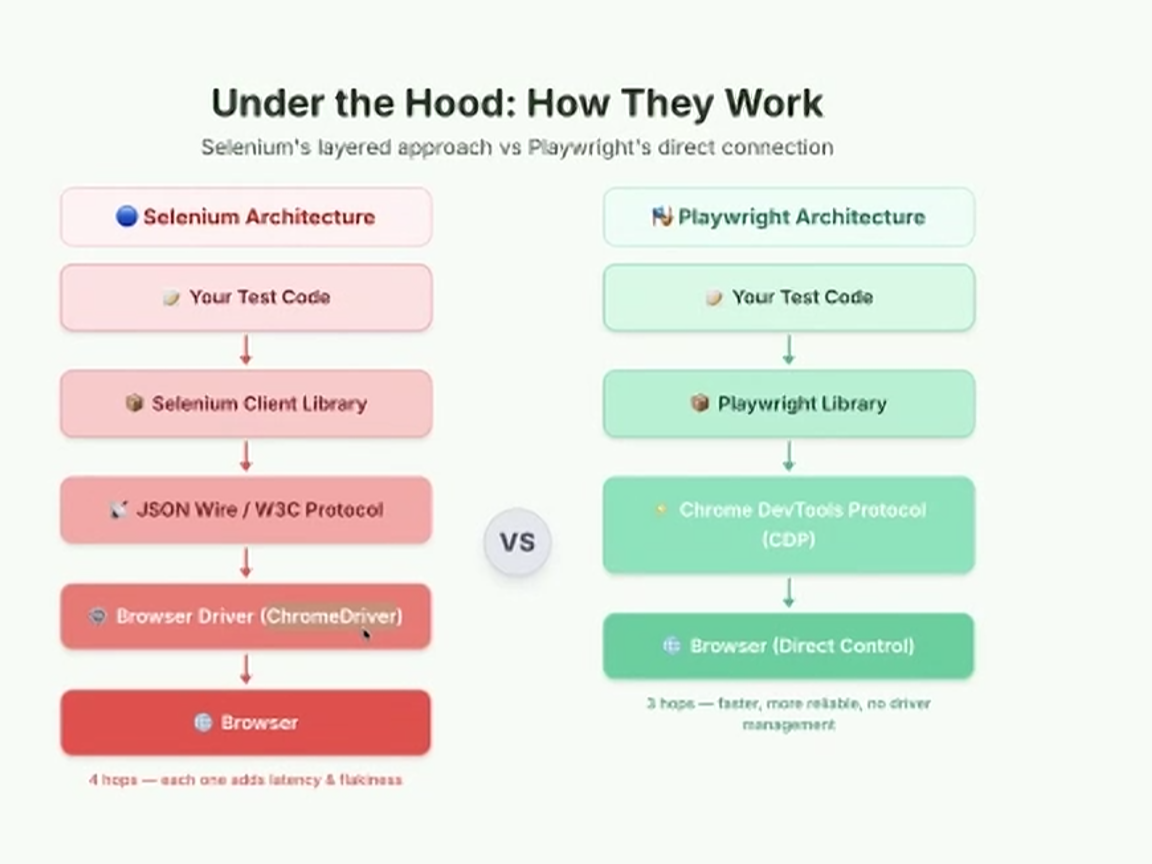 Under the Hood: How They Work
Selenium's layered approach vs Playwright's direct connection
Selenium Architecture
Your Test Code
Selenium Client Library
JSON Wire / W3C Protocol
Browser Driver (ChromeDriver)
Browser
4 hops — each one adds latency & flakiness
VS
Playwright Architecture
Your Test Code
Playwright Library
Chrome DevTools Protocol
(CDP)
Browser (Direct Control)
3 hops — faster, more reliable, no driver
management